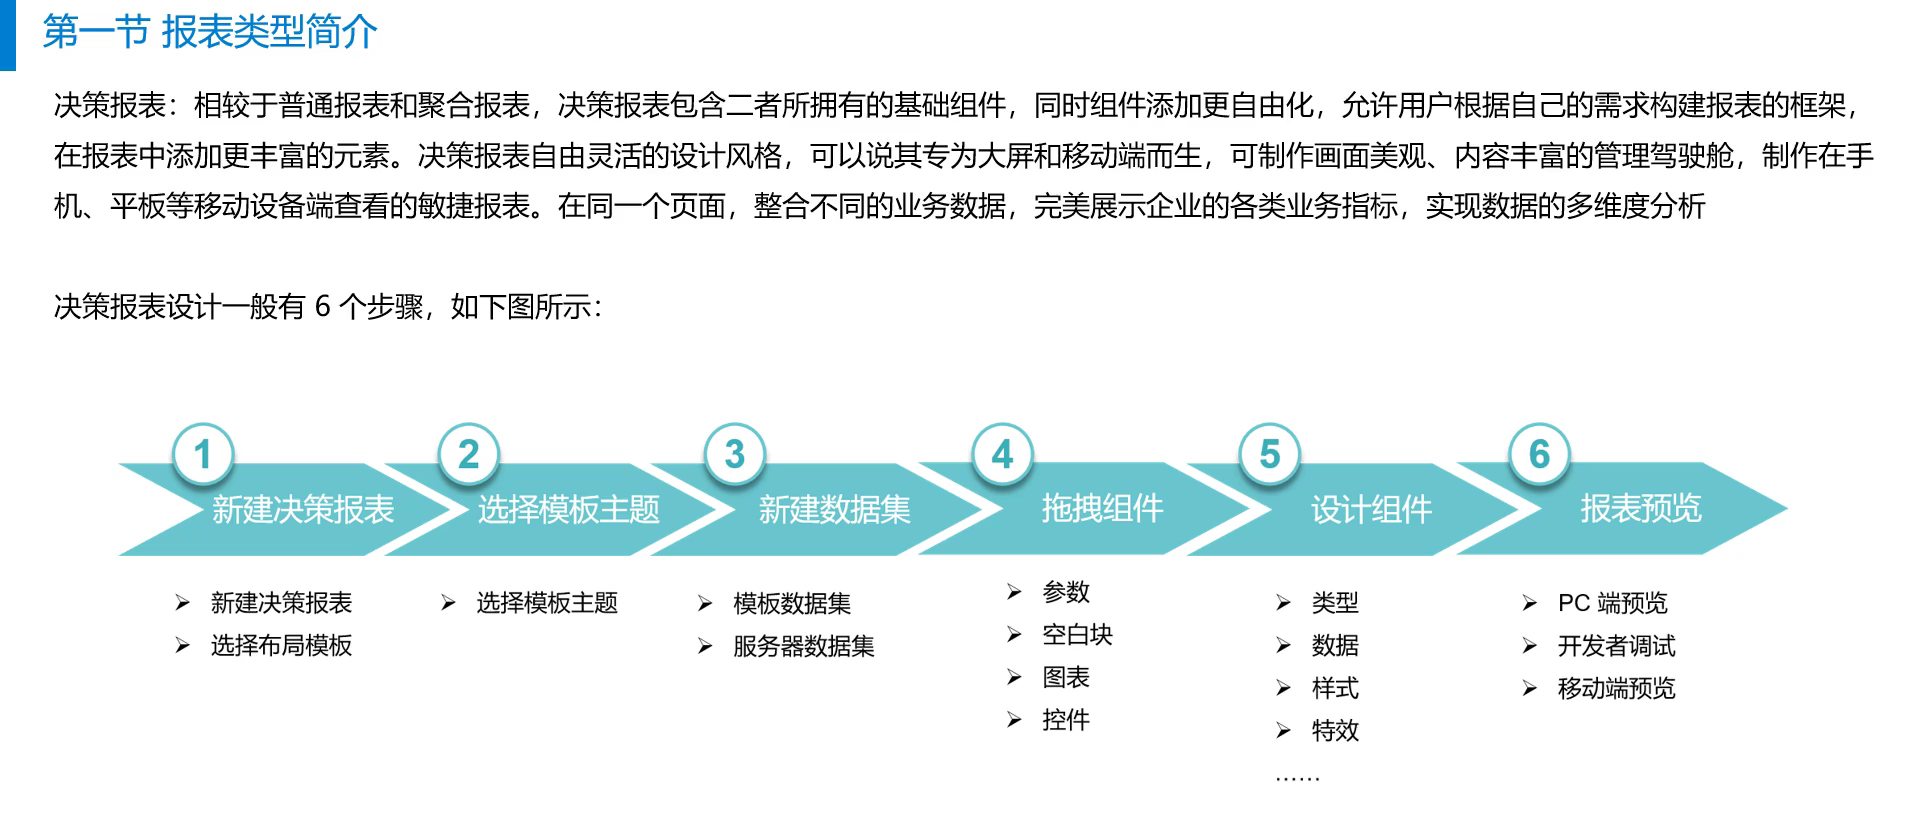 第一节 报表类型简介
决策报表：相较于普通报表和聚合报表，决策报表包含二者所拥有的基础组件，同时组件添加更自由化，允许用户根据自己的需求构建报表的框架，
在报表中添加更丰富的元素。决策报表自由灵活的设计风格，可以说其专为大屏和移动端而生，可制作画面美观、内容丰富的管理驾驶舱，制作在手
机、平板等移动设备端查看的敏捷报表。在同一个页面，整合不同的业务数据，完美展示企业的各类业务指标，实现数据的多维度分析
决策报表设计一般有 6 个步骤，如下图所示：
1
新建决策报表
➢ 新建决策报表
➢ 选择布局模板
2
选择模板主题
➢ 选择模板主题
3
新建数据集
➢ 模板数据集
➢ 服务器数据集
4
拖拽组件
➢ 参数
➢ 空白块
➢ 图表
➢ 控件
5
设计组件
➢ 类型
➢ 数据
➢ 样式
➢ 特效
……
6
报表预览
➢ PC 端预览
➢ 开发者调试
➢ 移动端预览